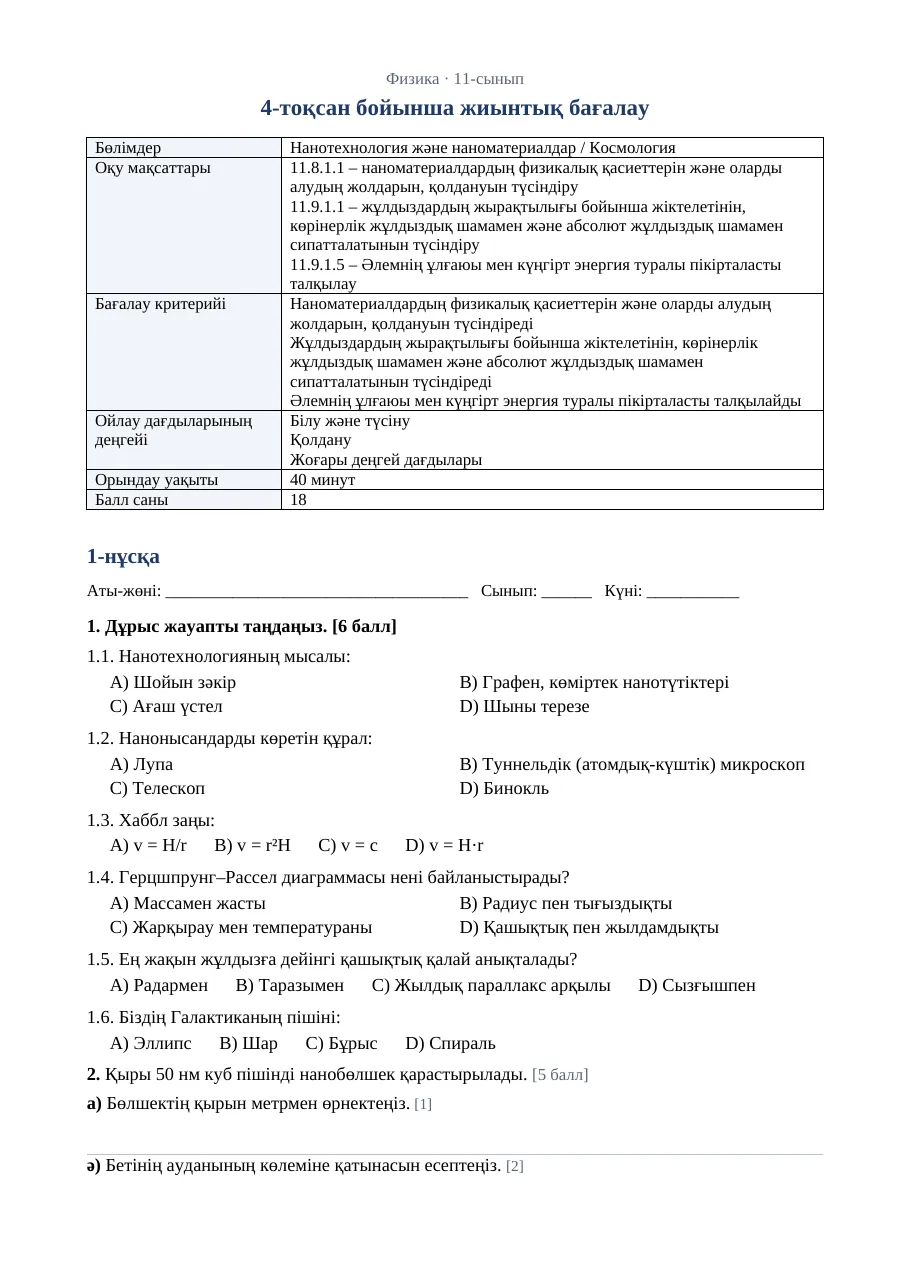 Физика · 11-сынып
4-тоқсан бойынша жиынтық бағалау
Бөлімдер
Нанотехнология және наноматериалдар / Космология
Оқу мақсаттары
11.8.1.1 – наноматериалдардың физикалық қасиеттерін және оларды
алудың жолдарын, қолдануын түсіндіру
11.9.1.1 – жұлдыздардың жырақтылығы бойынша жіктелетінін,
көрінерлік жұлдыздық шамамен және абсолют жұлдыздық шамамен
сипатталатынын түсіндіру
11.9.1.5 – Әлемнің ұлғаюы мен күңгірт энергия туралы пікірталасты
талқылау
Бағалау критерийі
Наноматериалдардың физикалық қасиеттерін және оларды алудың
жолдарын, қолдануын түсіндіреді
Жұлдыздардың жырақтылығы бойынша жіктелетінін, көрінерлік
жұлдыздық шамамен және абсолют жұлдыздық шамамен
сипатталатынын түсіндіреді
Әлемнің ұлғаюы мен күңгірт энергия туралы пікірталасты талқылайды
Ойлау дағдыларының
деңгейі
Білу және түсіну
Қолдану
Жоғары деңгей дағдылары
Орындау уақыты
40 минут
Балл саны
18
1-нұсқа
Аты-жөні: ____________________________________ Сынып: ______ Күні: ___________
1. Дұрыс жауапты таңдаңыз. [6 балл]
1.1. Нанотехнологияның мысалы:
A) Шойын зәкір B) Графен, көміртек нанотүтіктері
C) Ағаш үстел D) Шыны терезе
1.2. Нанонысандарды көретін құрал:
A) Лупа B) Туннельдік (атомдық-күштік) микроскоп
C) Телескоп D) Бинокль
1.3. Хаббл заңы:
A) v = H/r B) v = r²H C) v = c D) v = H·r
1.4. Герцшпрунг–Рассел диаграммасы нені байланыстырады?
A) Массамен жасты B) Радиус пен тығыздықты
C) Жарқырау мен температураны D) Қашықтық пен жылдамдықты
1.5. Ең жақын жұлдызға дейінгі қашықтық қалай анықталады?
A) Радармен B) Таразымен C) Жылдық параллакс арқылы D) Сызғышпен
1.6. Біздің Галактиканың пішіні:
A) Эллипс B) Шар C) Бұрыс D) Спираль
2. Қыры 50 нм куб пішінді нанобөлшек қарастырылады. [5 балл]
а) Бөлшектің қырын метрмен өрнектеңіз. [1]
ә) Бетінің ауданының көлеміне қатынасын есептеңіз. [2]